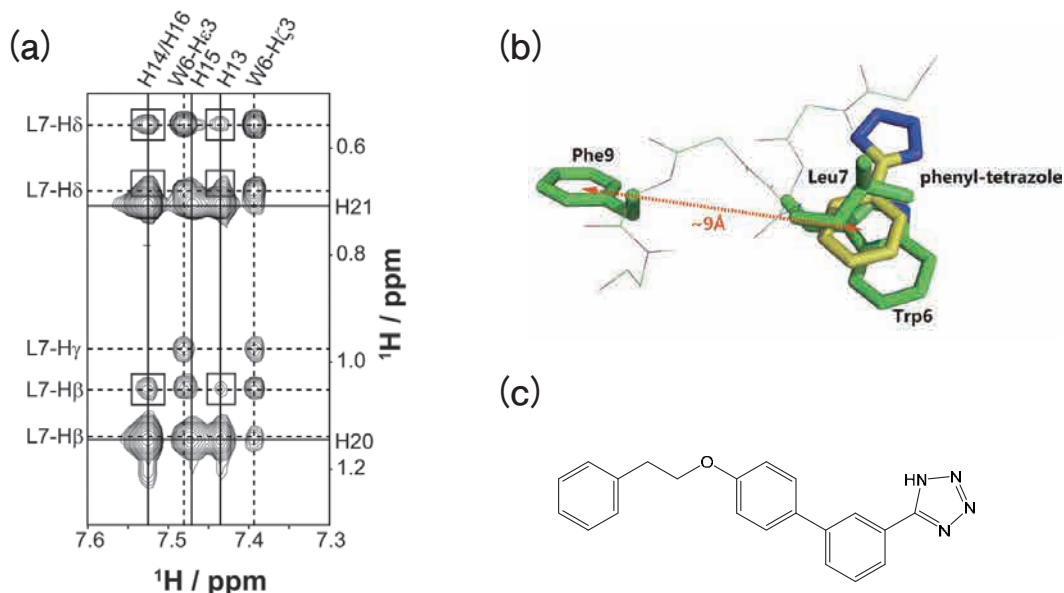 (a)
H14/H16
W6-Hε3
H15
H13
W6-Hζ3
L7-Hδ
L7-Hδ
L7-Hγ
L7-Hβ
L7-Hβ
0.6
H21
0.8
1.0
H20
1.2
¹H / ppm
7.6
7.5
7.4
7.3
¹H / ppm
(b)
Phe9
Leu7
phenyl-tetrazole
~9Å
Trp6
(c)
O
HN
N
N
N